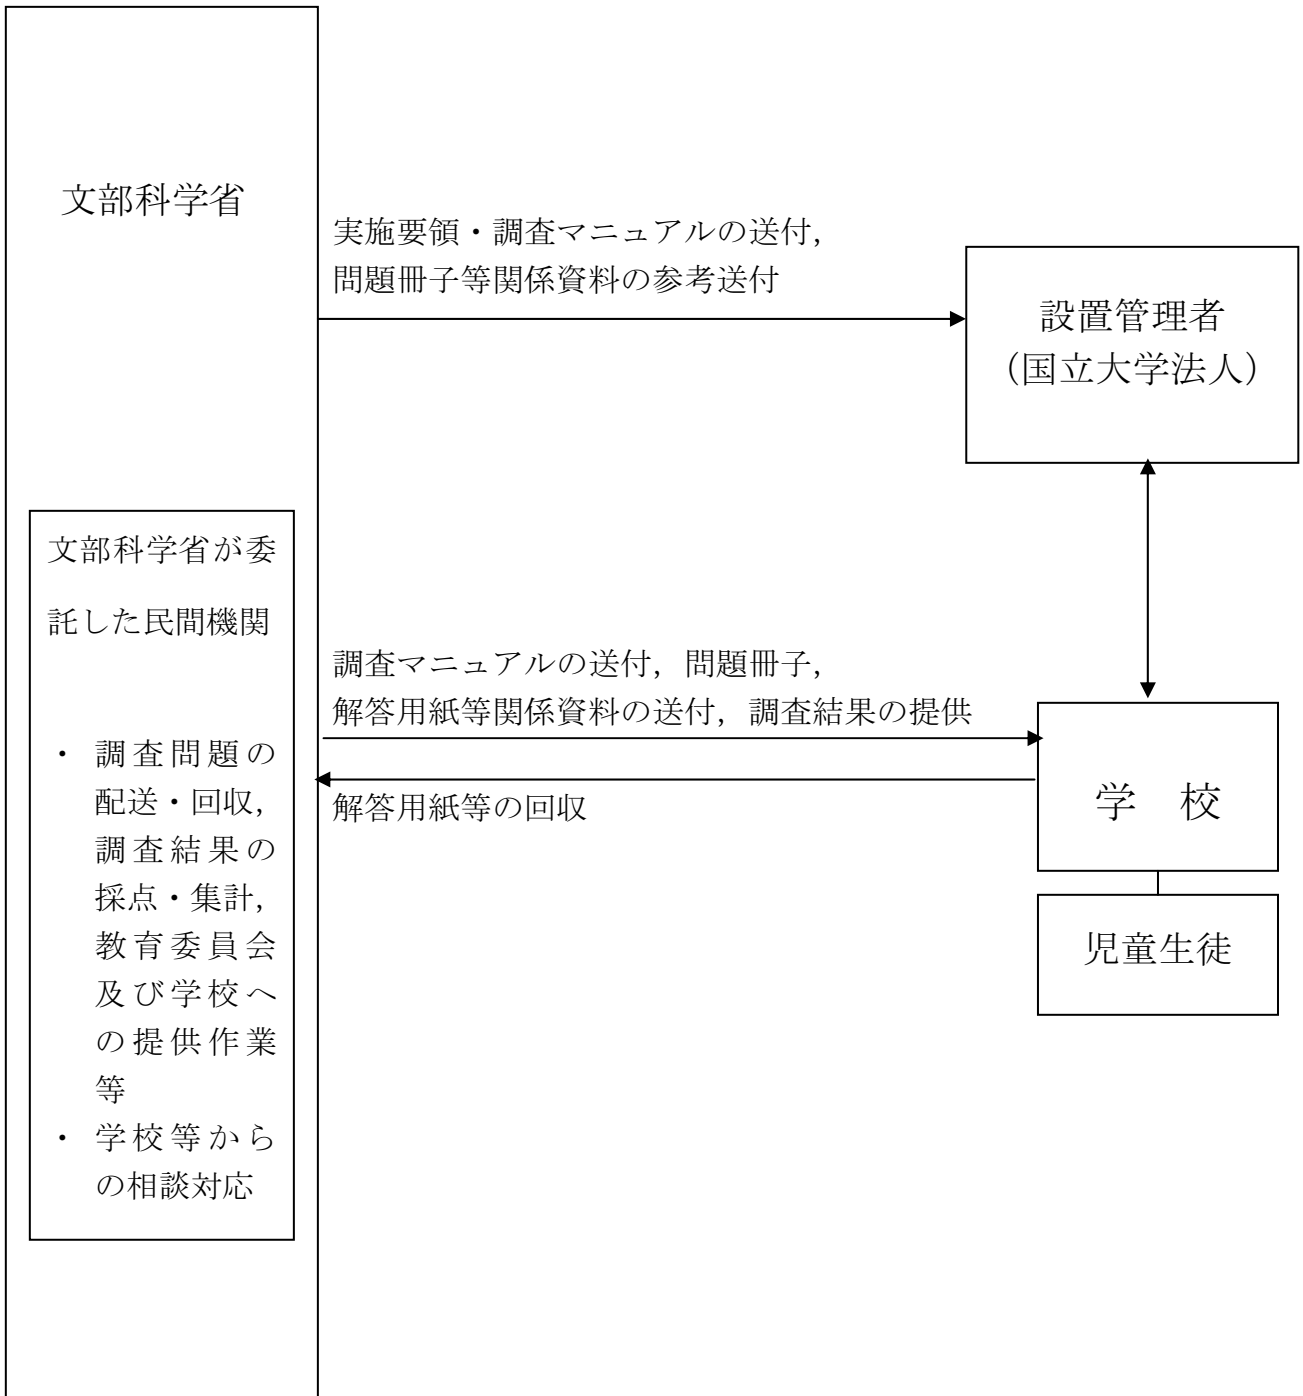 文部科学省
実施要領・調査マニュアルの送付，
問題冊子等関係資料の参考送付
設置管理者
（国立大学法人）
文部科学省が委
託した民間機関
・ 調査問題の
配送・回収，
調査結果の
採点・集計，
教育委員会
及び学校へ
の提供作業
等
・ 学校等から
の相談対応
調査マニュアルの送付，問題冊子，
解答用紙等関係資料の送付，調査結果の提供
解答用紙等の回収
学　校
児童生徒